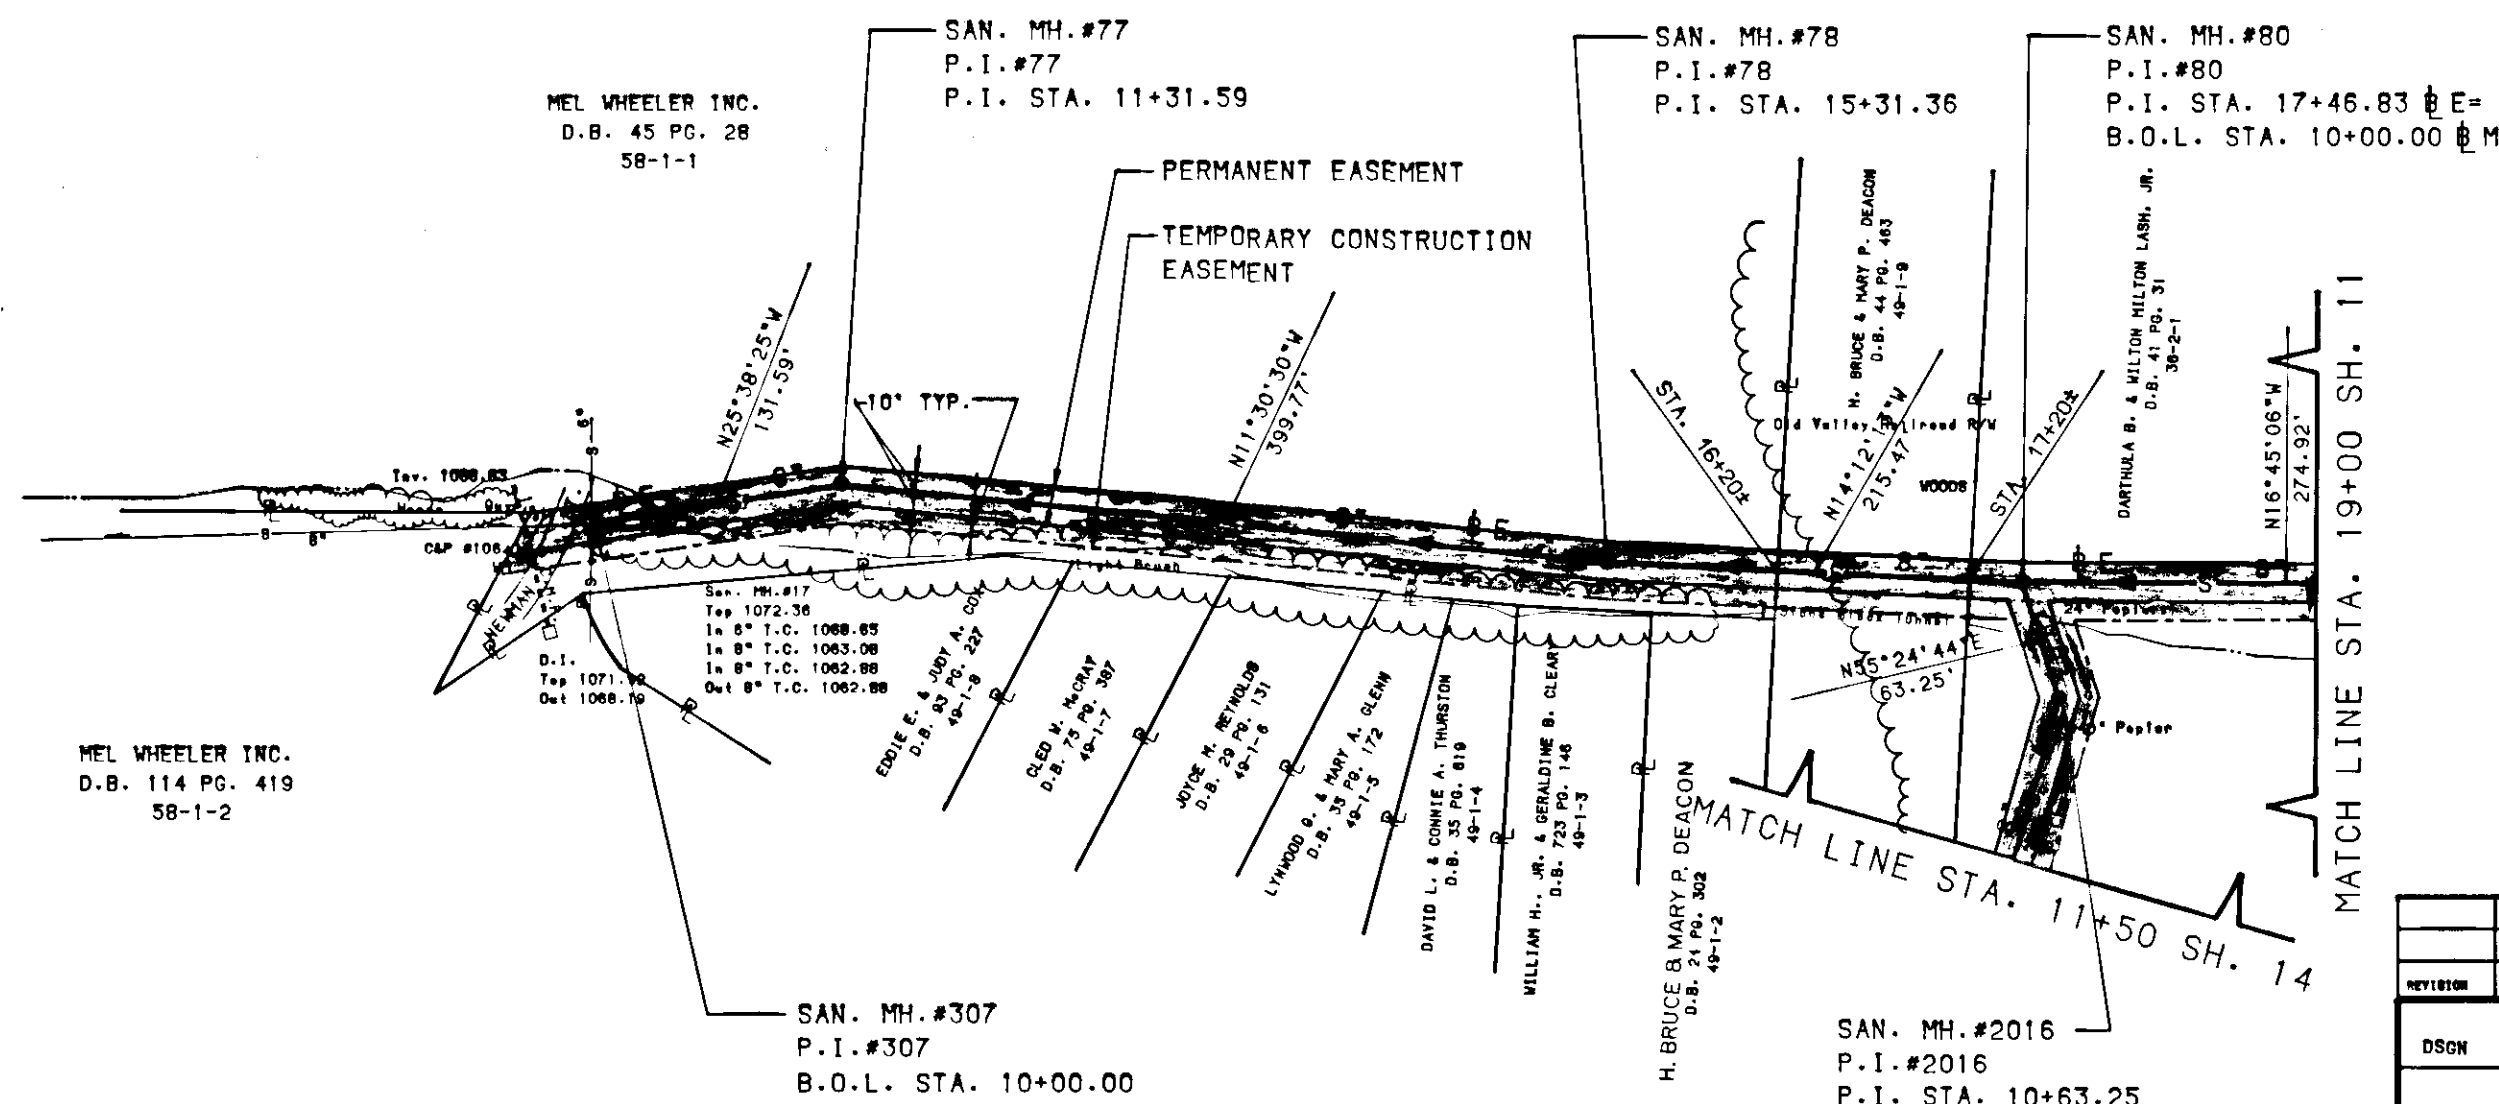 SAN. MH.#77
P.I.#77
P.I. STA. 11+31.59
SAN. MH.#78
P.I.#78
P.I. STA. 15+31.36
SAN. MH.#80
P.I.#80
P.I. STA. 17+46.83 ℄ E=
B.O.L. STA. 10+00.00 ℄ M
MEL WHEELER INC.
D.B. 45 PG. 28
58-1-1
PERMANENT EASEMENT
TEMPORARY CONSTRUCTION
EASEMENT
N25°38'25"W
131.59'
10' TYP.
N11°30'30"W
399.77'
STA. 16+20±
H. BRUCE & MARY P. DEACON
D.B. 44 PG. 463
49-1-9
Old Valley Railroad R/W
N14°12'13"W
215.47'
WOODS
STA. 17+20±
DARTHULA B. & WILTON MILTON LASH, JR.
D.B. 41 PG. 31
36-2-1
N16°45'06"W
274.92'
MATCH LINE STA. 19+00 SH. 11
6"
8"
C&P #106
NEWMAN
Light Brush
24" Poplar
San. MH.#17
Top 1072.36
In 6" T.C. 1068.65
In 8" T.C. 1063.08
In 8" T.C. 1062.98
Out 8" T.C. 1062.88
D.I.
Top 1071.
Out 1068.19
N55°24'44"E
63.25'
Poplar
MEL WHEELER INC.
D.B. 114 PG. 419
58-1-2
EDDIE E. & JUDY A. COX
D.B. 93 PG. 227
49-1-8
CLEO W. McCRAY
D.B. 75 PG. 387
49-1-7
JOYCE M. REYNOLDS
D.B. 29 PG. 131
49-1-6
LYNWOOD G. & MARY A. GLENN
D.B. 35 PG. 172
49-1-5
DAVID L. & CONNIE A. THURSTON
D.B. 35 PG. 619
49-1-4
WILLIAM H., JR. & GERALDINE B. CLEARY
D.B. 723 PG. 146
49-1-3
H. BRUCE & MARY P. DEACON
D.B. 24 PG. 302
49-1-2
MATCH LINE STA. 11+50 SH. 14
SAN. MH.#307
P.I.#307
B.O.L. STA. 10+00.00
SAN. MH.#2016
P.I.#2016
P.I. STA. 10+63.25
REVISION
DSGN